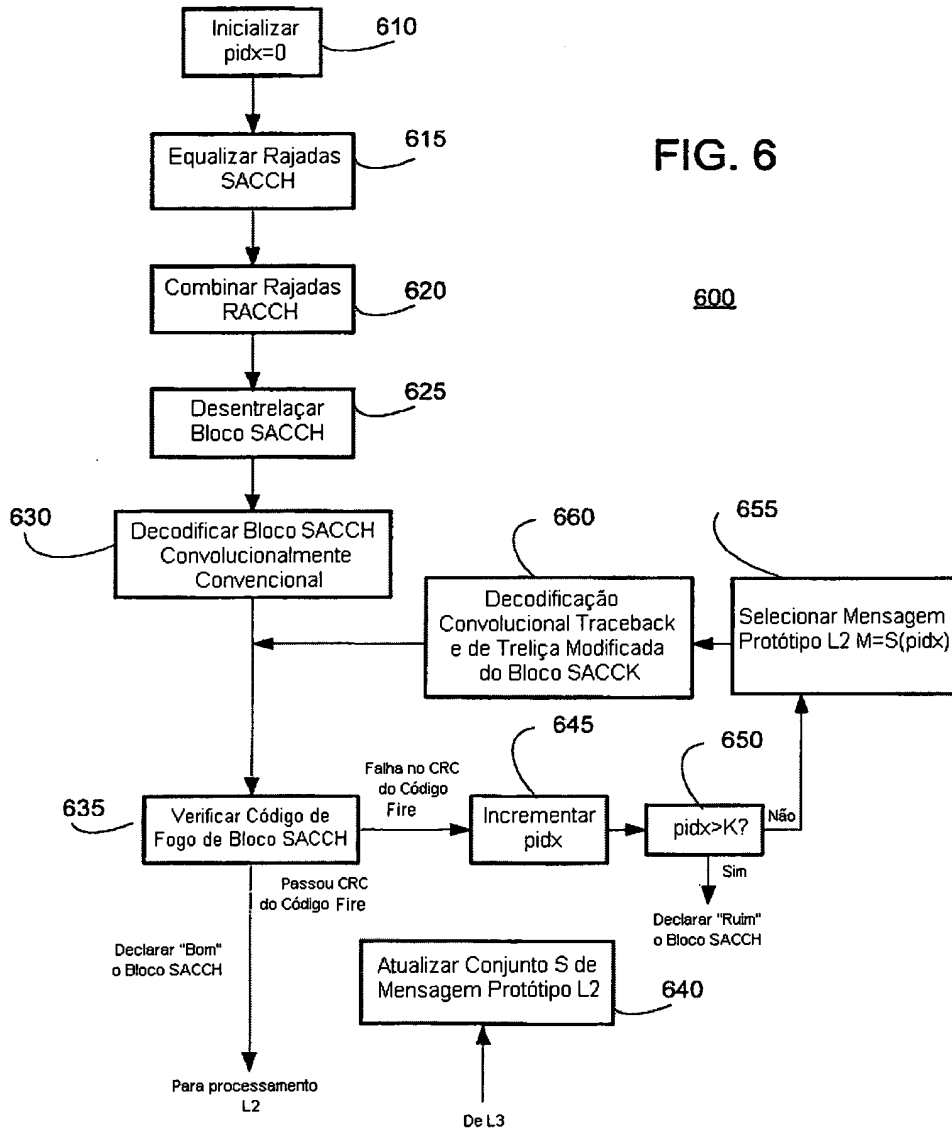 Inicializar
pidx=0
610
Equalizar Rajadas
SACCH
615
FIG. 6
Combinar Rajadas
RACCH
620
600
Desentrelaçar
Bloco SACCH
625
630
Decodificar Bloco SACCH
Convolucionalmente
Convencional
660
655
Decodificação
Convolucional Traceback
e de Treliça Modificada
do Bloco SACCK
Selecionar Mensagem
Protótipo L2 M=S(pidx)
635
Verificar Código de
Fogo de Bloco SACCH
Falha no CRC
do Código
Fire
645
Incrementar
pidx
650
pidx>K?
Não
Sim
Declarar "Ruim"
o Bloco SACCH
Passou CRC
do Código Fire
Declarar "Bom"
o Bloco SACCH
Atualizar Conjunto S de
Mensagem Protótipo L2
640
Para processamento
L2
De L3